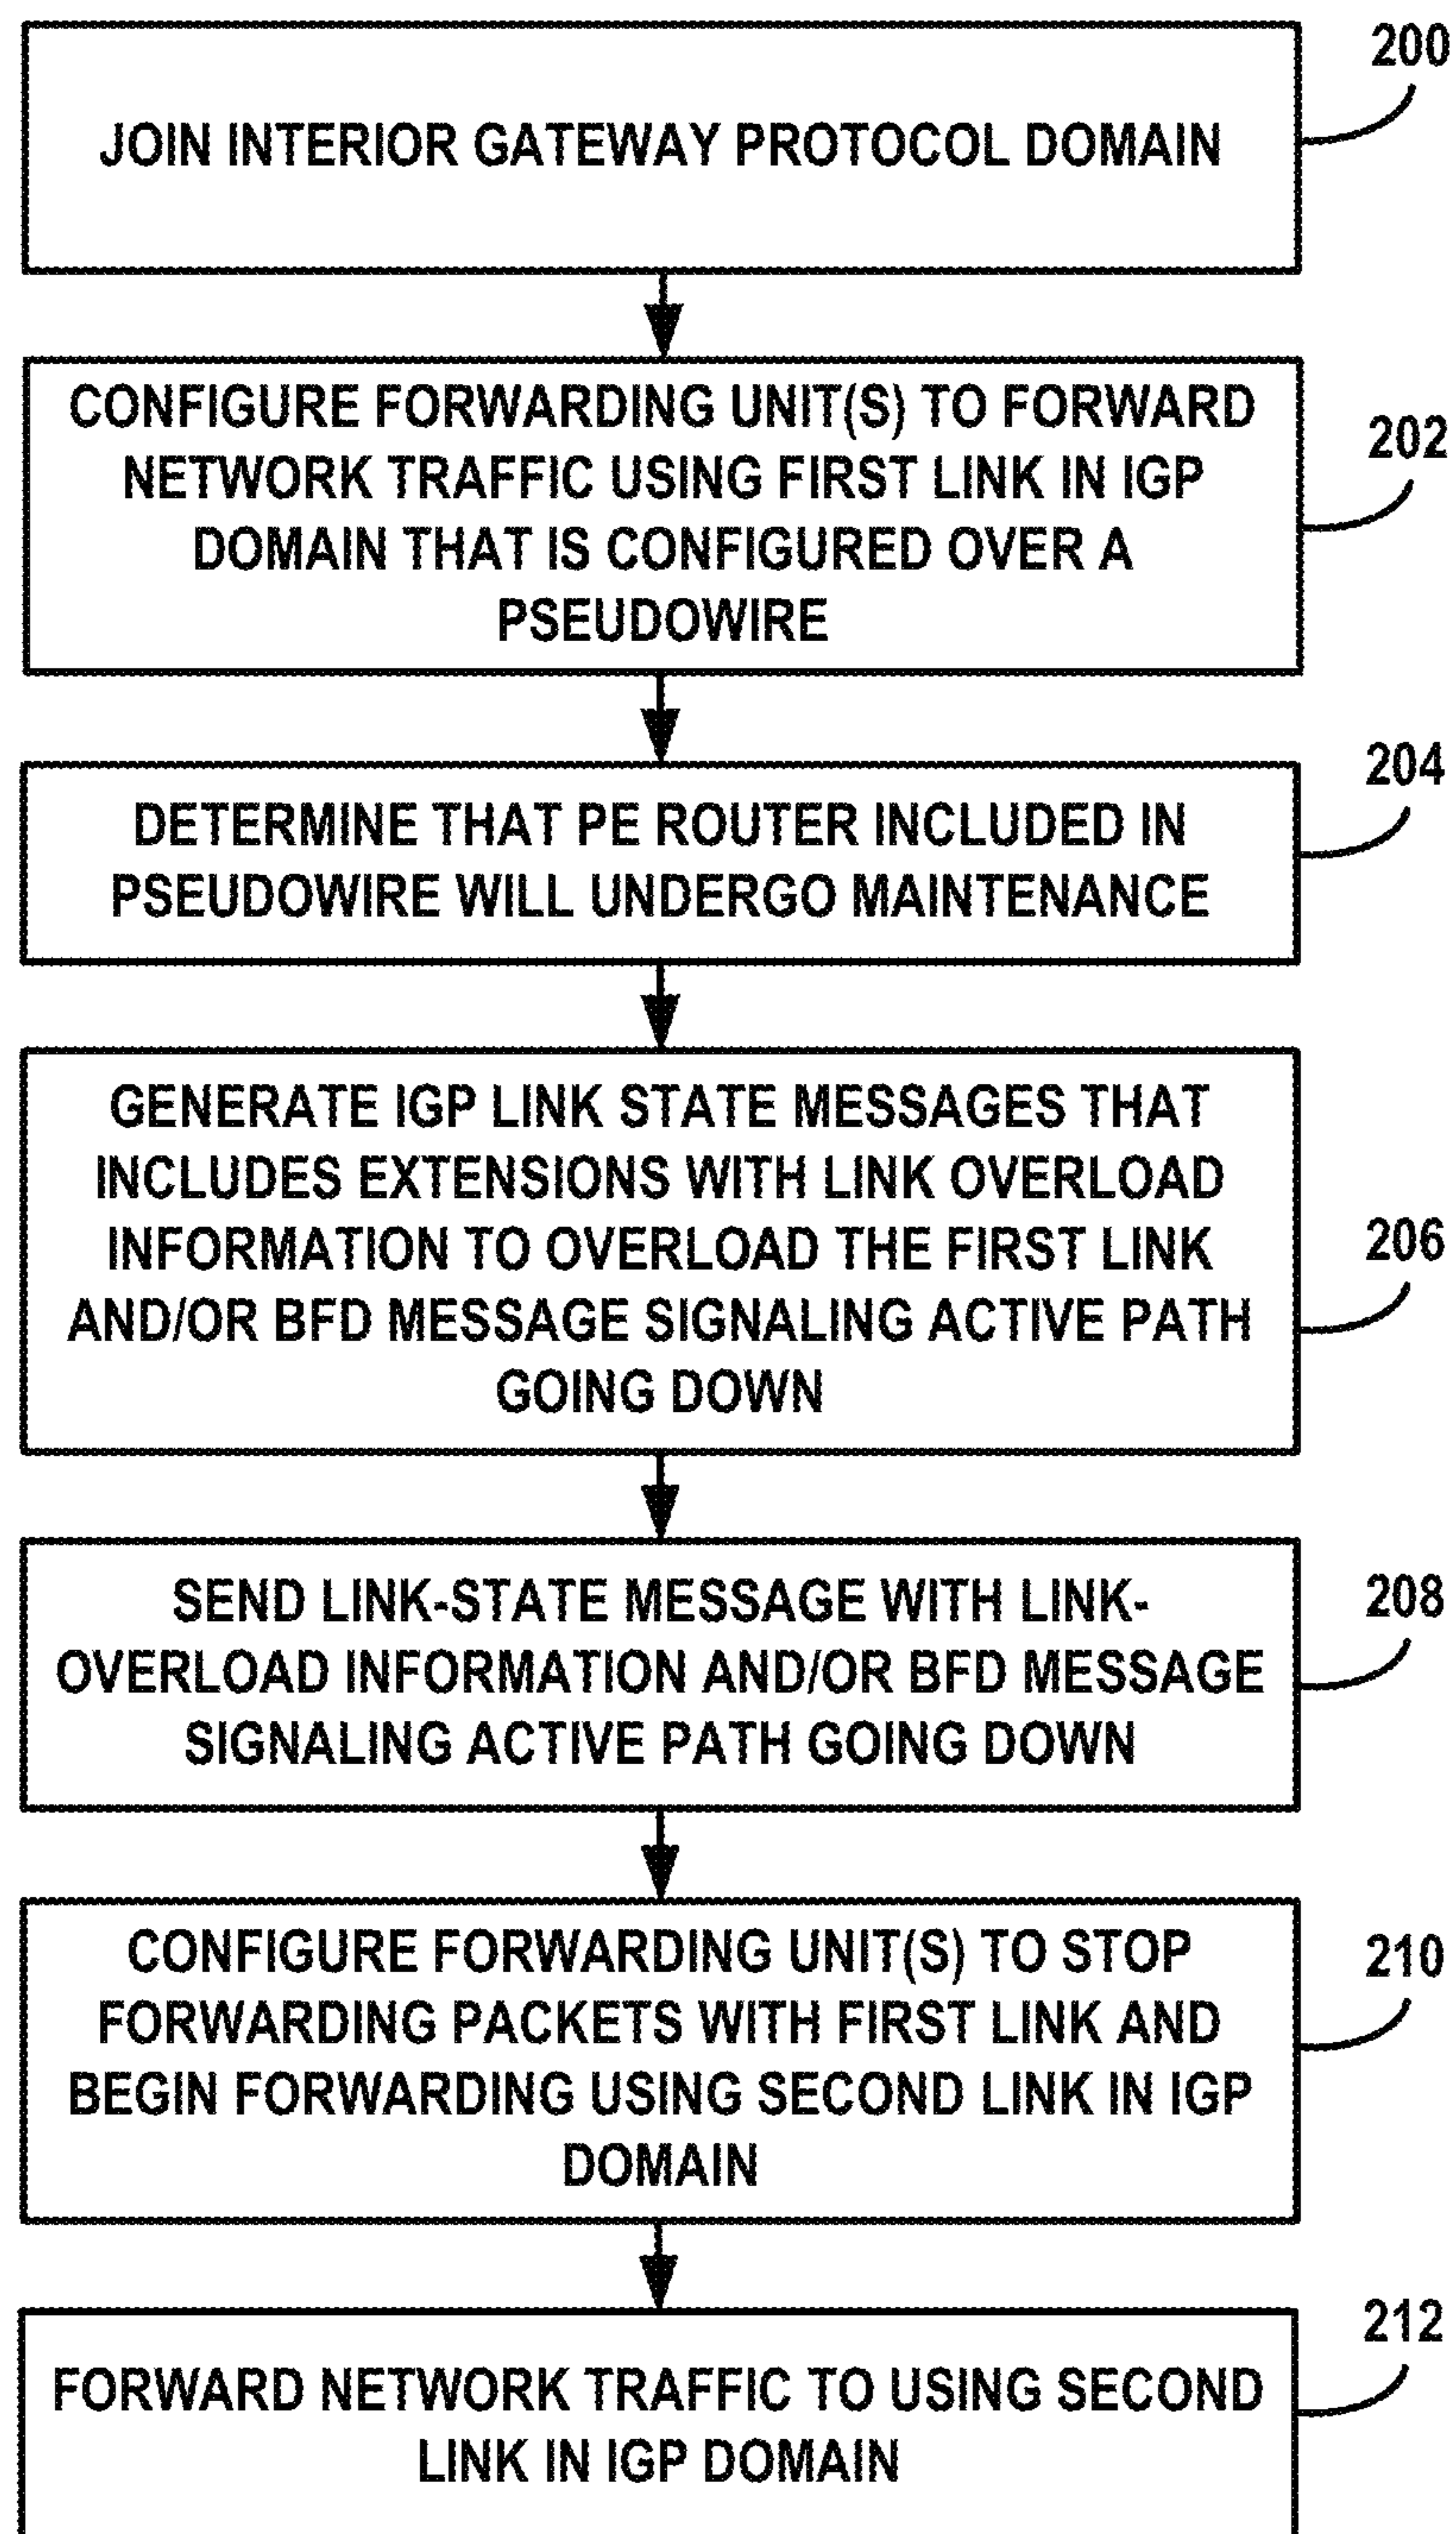 200
JOIN INTERIOR GATEWAY PROTOCOL DOMAIN
CONFIGURE FORWARDING UNIT(S) TO FORWARD
NETWORK TRAFFIC USING FIRST LINK IN IGP
DOMAIN THAT IS CONFIGURED OVER A
PSEUDOWIRE
202
DETERMINE THAT PE ROUTER INCLUDED IN
PSEUDOWIRE WILL UNDERGO MAINTENANCE
204
GENERATE IGP LINK STATE MESSAGES THAT
INCLUDES EXTENSIONS WITH LINK OVERLOAD
INFORMATION TO OVERLOAD THE FIRST LINK
AND/OR BFD MESSAGE SIGNALING ACTIVE PATH
GOING DOWN
206
SEND LINK-STATE MESSAGE WITH LINK-
OVERLOAD INFORMATION AND/OR BFD MESSAGE
SIGNALING ACTIVE PATH GOING DOWN
208
CONFIGURE FORWARDING UNIT(S) TO STOP
FORWARDING PACKETS WITH FIRST LINK AND
BEGIN FORWARDING USING SECOND LINK IN IGP
DOMAIN
210
FORWARD NETWORK TRAFFIC TO USING SECOND
LINK IN IGP DOMAIN
212